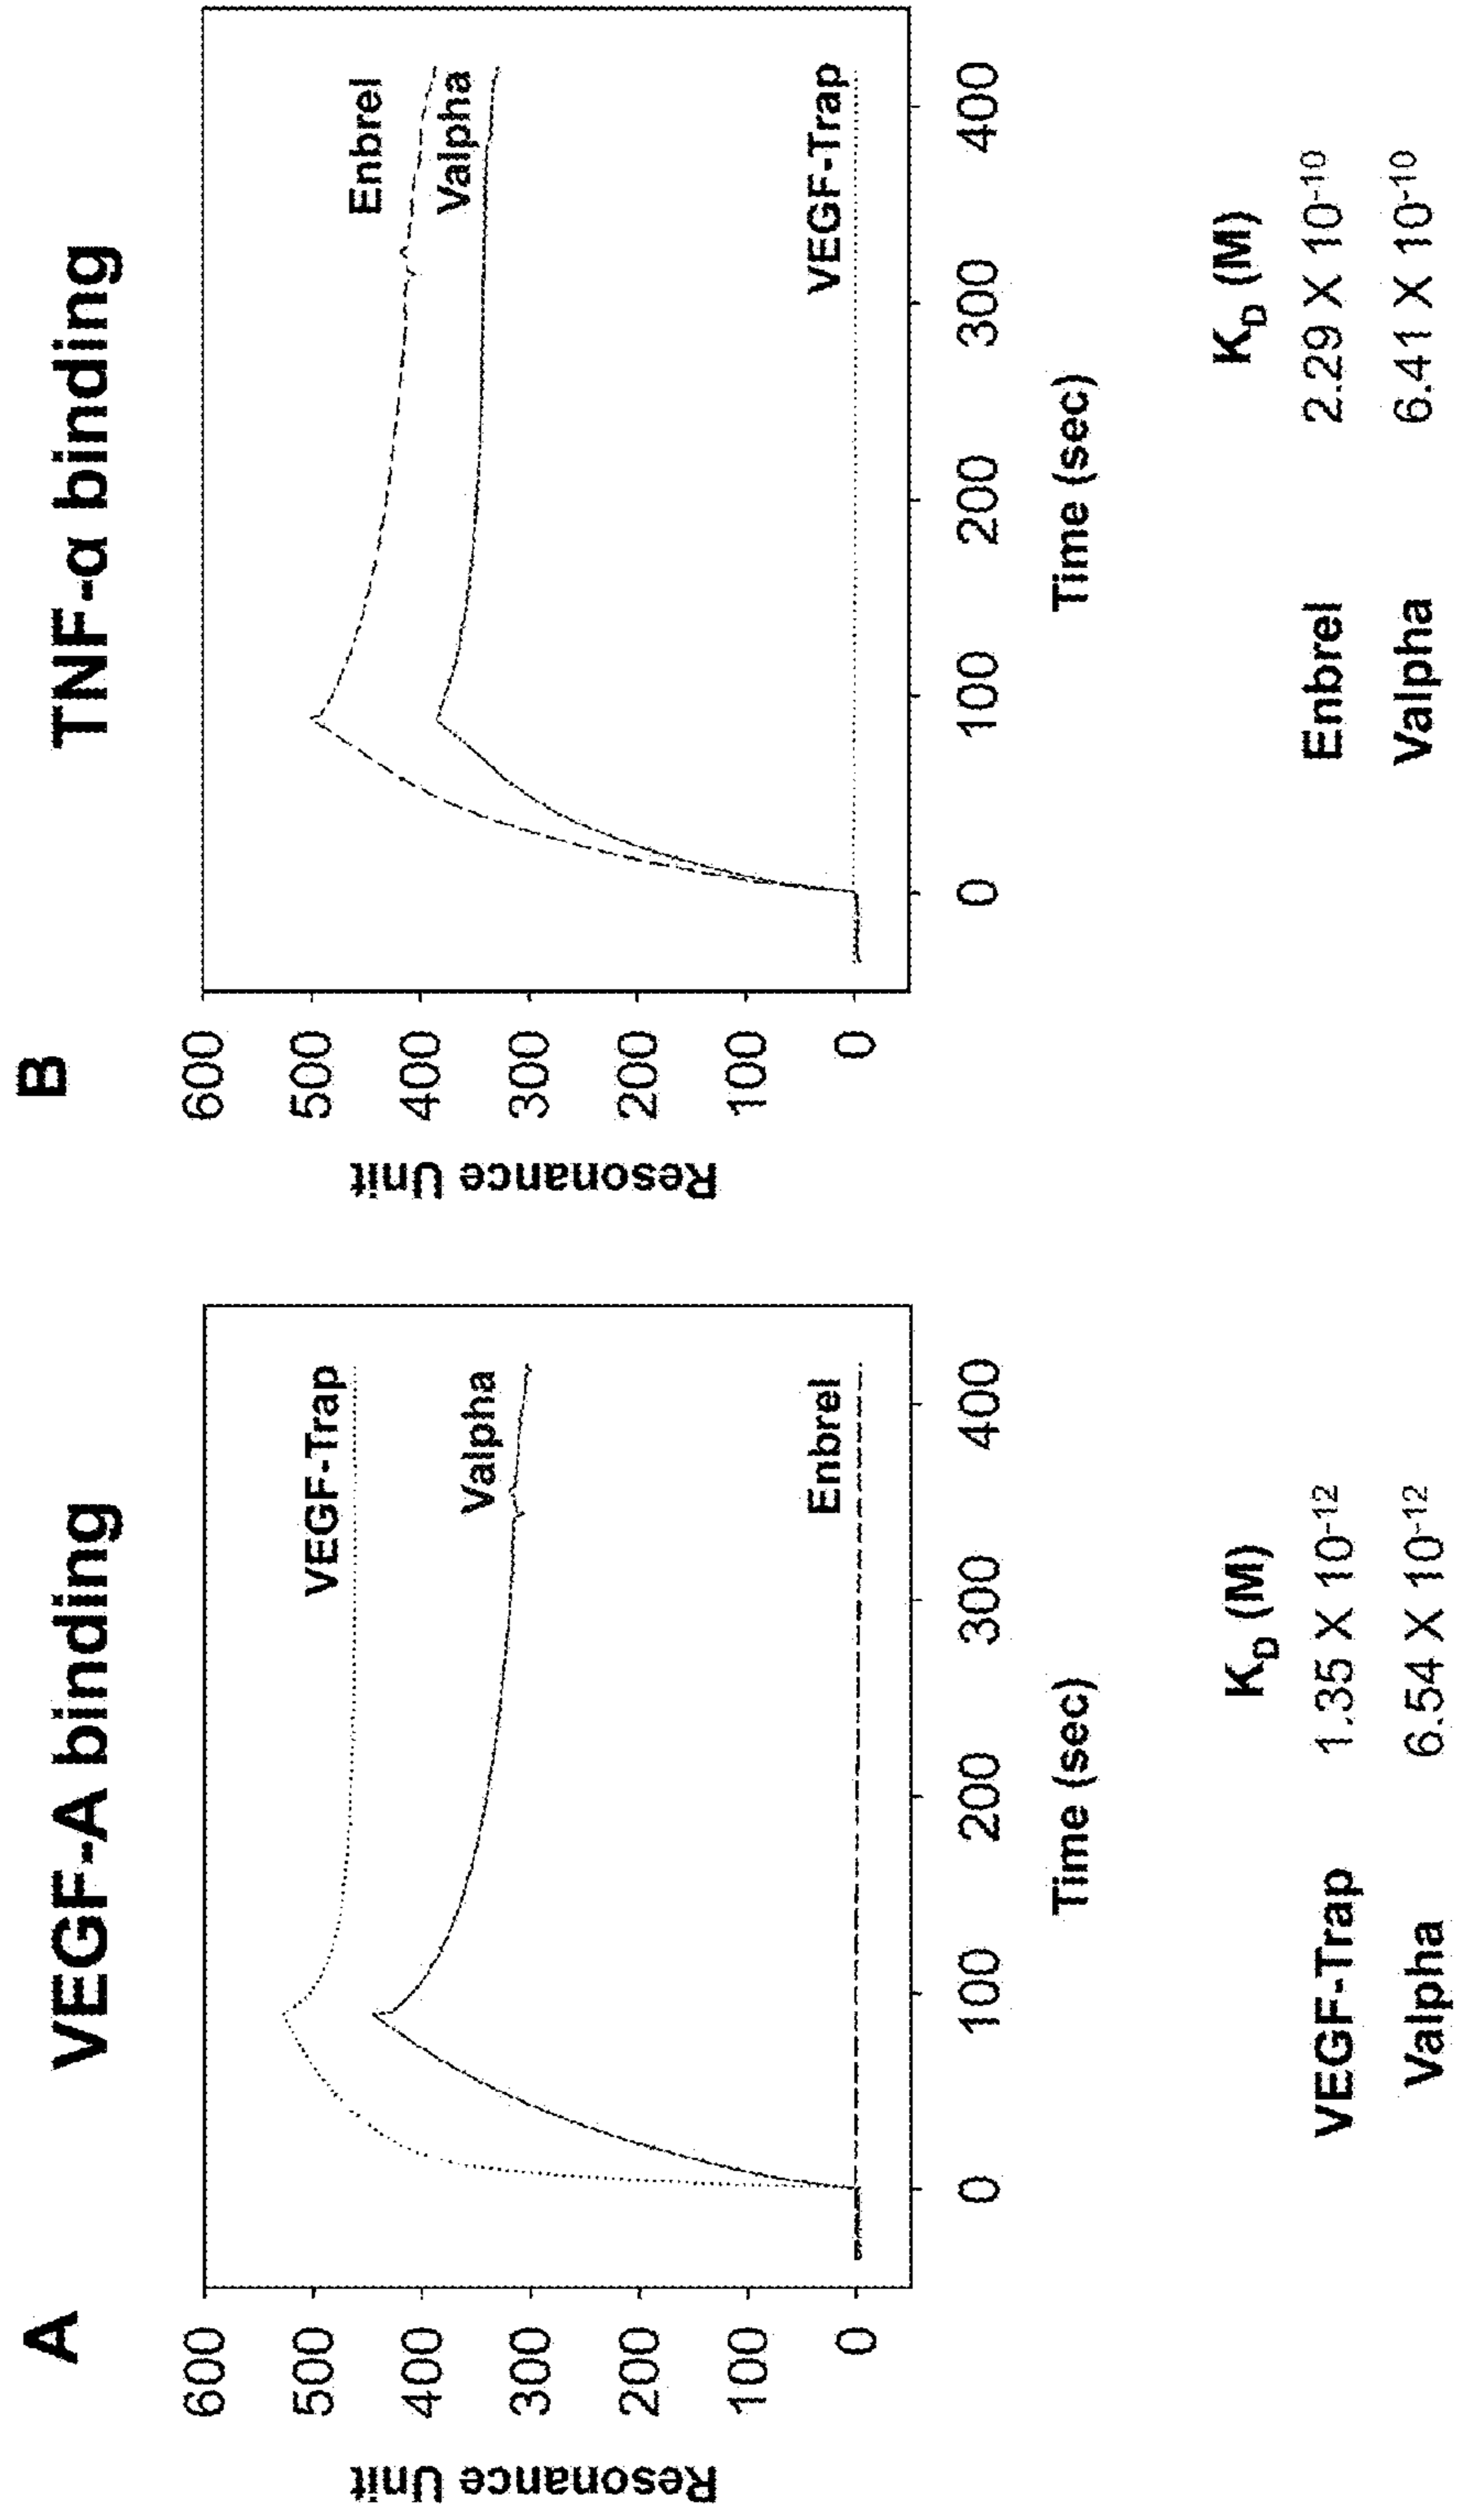 A
VEGF-A binding
Resonance Unit
600
500
400
300
200
100
0
VEGF-Trap
Valpha
Enbrel
0 100 200 300 400
Time (sec)
K_D (M)
VEGF-Trap 1.35 X 10⁻¹²
Valpha 6.54 X 10⁻¹²
B
TNF-α binding
Resonance Unit
600
500
400
300
200
100
0
Enbrel
Valpha
VEGF-Trap
0 100 200 300 400
Time (sec)
K_D (M)
Enbrel 2.29 X 10⁻¹⁰
Valpha 6.41 X 10⁻¹⁰